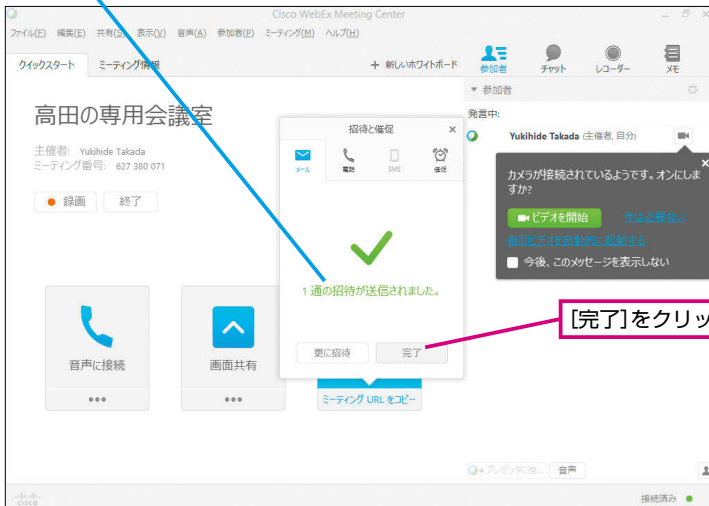 Cisco WebEx Meeting Center
ファイル(F) 編集(E) 共有(S) 表示(V) 音声(A) 参加者(P) ミーティング(M) ヘルプ(H)
クイックスタート ミーティング情報 + 新しいホワイトボード
参加者 チャット レコーダー メモ
▼ 参加者
発言中:
Yukihide Takada (主催者, 自分)
高田の専用会議室
主催者: Yukihide Takada
ミーティング番号: 627 380 071
録画 終了
招待と催促 ×
メール 電話 SMS 催促
1 通の招待が送信されました。
更に招待 完了
カメラが接続されているようです。オンにしま
すか?
ビデオを開始 今は必要ない
自動的に起動する
今後、このメッセージを表示しない
[完了]をクリッ
音声に接続 画面共有
ミーティング URL をコピー
音声
cisco
接続済み